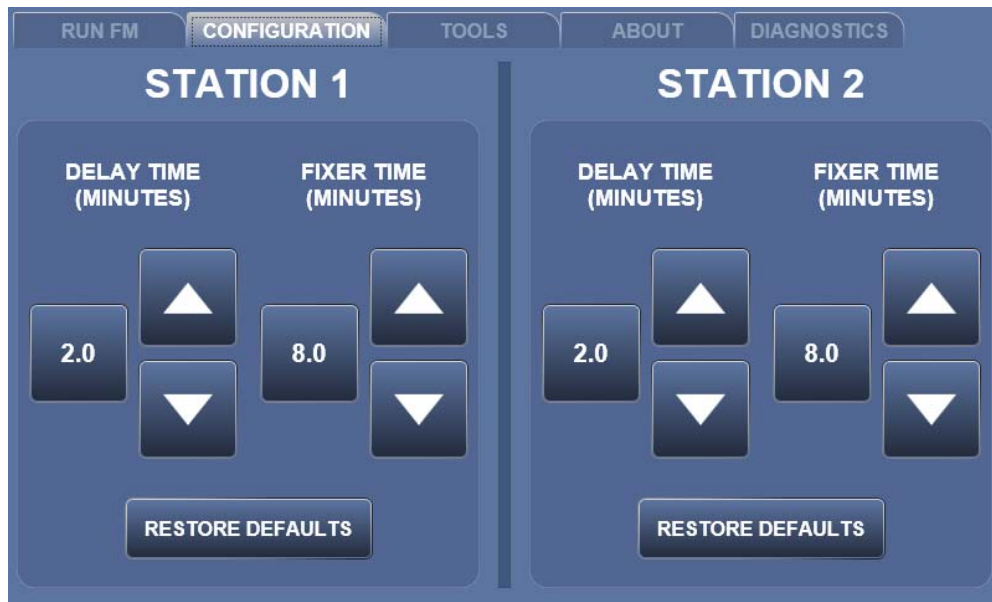 RUN FM
CONFIGURATION
TOOLS
ABOUT
DIAGNOSTICS
STATION 1
DELAY TIME
(MINUTES)
FIXER TIME
(MINUTES)
2.0
8.0
RESTORE DEFAULTS
STATION 2
DELAY TIME
(MINUTES)
FIXER TIME
(MINUTES)
2.0
8.0
RESTORE DEFAULTS